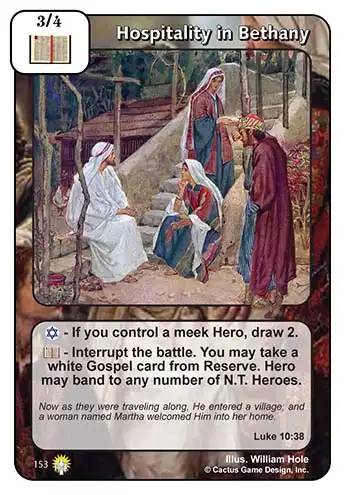 3/4
Hospitality in Bethany
- If you control a meek Hero, draw 2.
- Interrupt the battle. You may take a
white Gospel card from Reserve. Hero
may band to any number of N.T. Heroes.
Now as they were traveling along, He entered a village; and
a woman named Martha welcomed Him into her home.
Luke 10:38
Illus. William Hole
153
© Cactus Game Design, Inc.